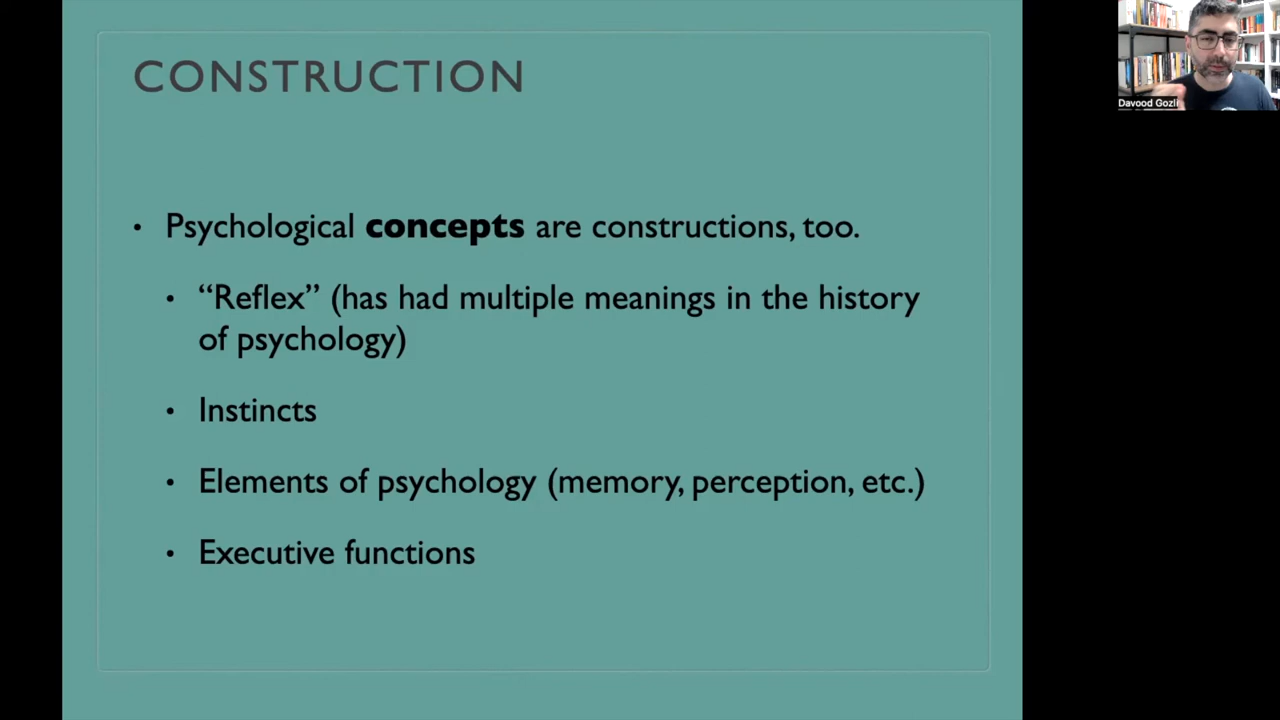 CONSTRUCTION
Davood Gozli
• Psychological concepts are constructions, too.
• “Reflex” (has had multiple meanings in the history
of psychology)
• Instincts
• Elements of psychology (memory, perception, etc.)
• Executive functions